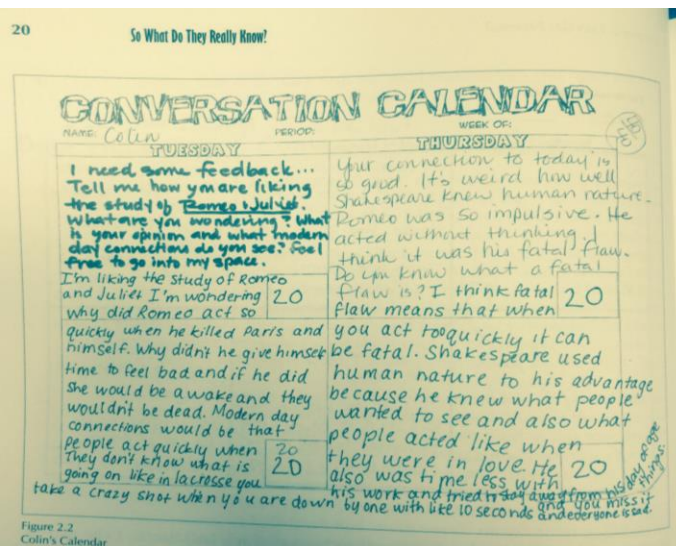 20
So What Do They Really Know?
CONVERSATION CALENDAR
NAME: Colin
PERIOD:
WEEK OF:
40
40
TUESDAY
I need some feedback...
Tell me how you are liking
the study of Romeo & Juliet.
What are you wondering? What
is your opinion and what modern
day connections do you see? Feel
free to go into my space.
I'm liking the study of Romeo
and Juliet I'm wondering
why did Romeo act so
20
quickly when he killed Paris and
himself. Why didn't he give himself
time to feel bad and if he did
she would be awake and they
wouldn't be dead. Modern day
connections would be that
people act quickly when
They don't know what is
going on like in lacrosse you
20
20
take a crazy shot when you are down by one with like 10 seconds and you miss it
and everyone is sad.
THURSDAY
Your connection to today is
so good. It's weird how well
Shakespeare knew human nature.
Romeo was so impulsive. He
acted without thinking. I
think it was his fatal flaw.
Do you know what a fatal
flaw is? I think fatal
flaw means that when
20
you act too quickly it can
be fatal. Shakespeare used
human nature to his advantage
because he knew what people
wanted to see and also what
people acted like when
they were in love. He
also was time less with
20
his work and tried to stay away from his day an age
things.
Figure 2.2
Colin's Calendar